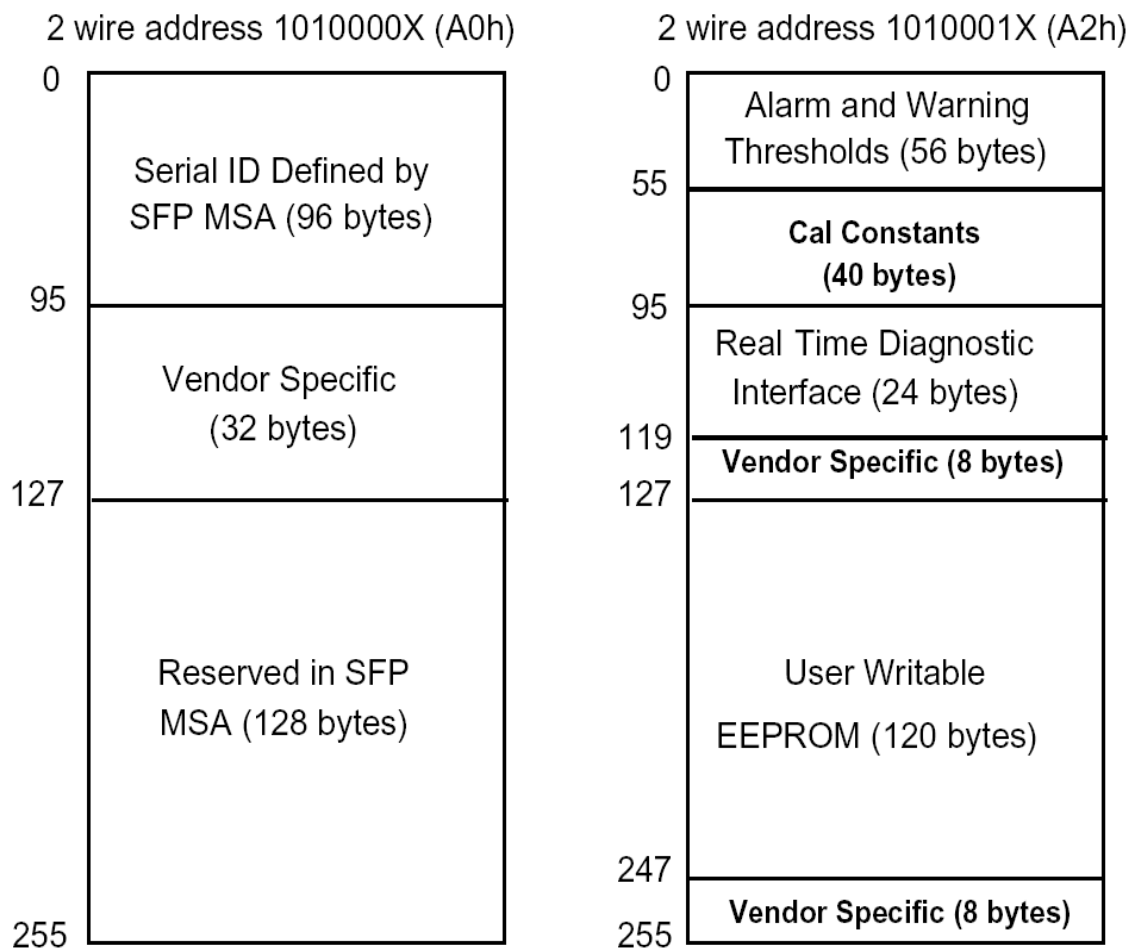 2 wire address 1010000X (A0h)
0
Serial ID Defined by
SFP MSA (96 bytes)
95
Vendor Specific
(32 bytes)
127
Reserved in SFP
MSA (128 bytes)
255
2 wire address 1010001X (A2h)
0
Alarm and Warning
Thresholds (56 bytes)
55
Cal Constants
(40 bytes)
95
Real Time Diagnostic
Interface (24 bytes)
119
Vendor Specific (8 bytes)
127
User Writable
EEPROM (120 bytes)
247
Vendor Specific (8 bytes)
255